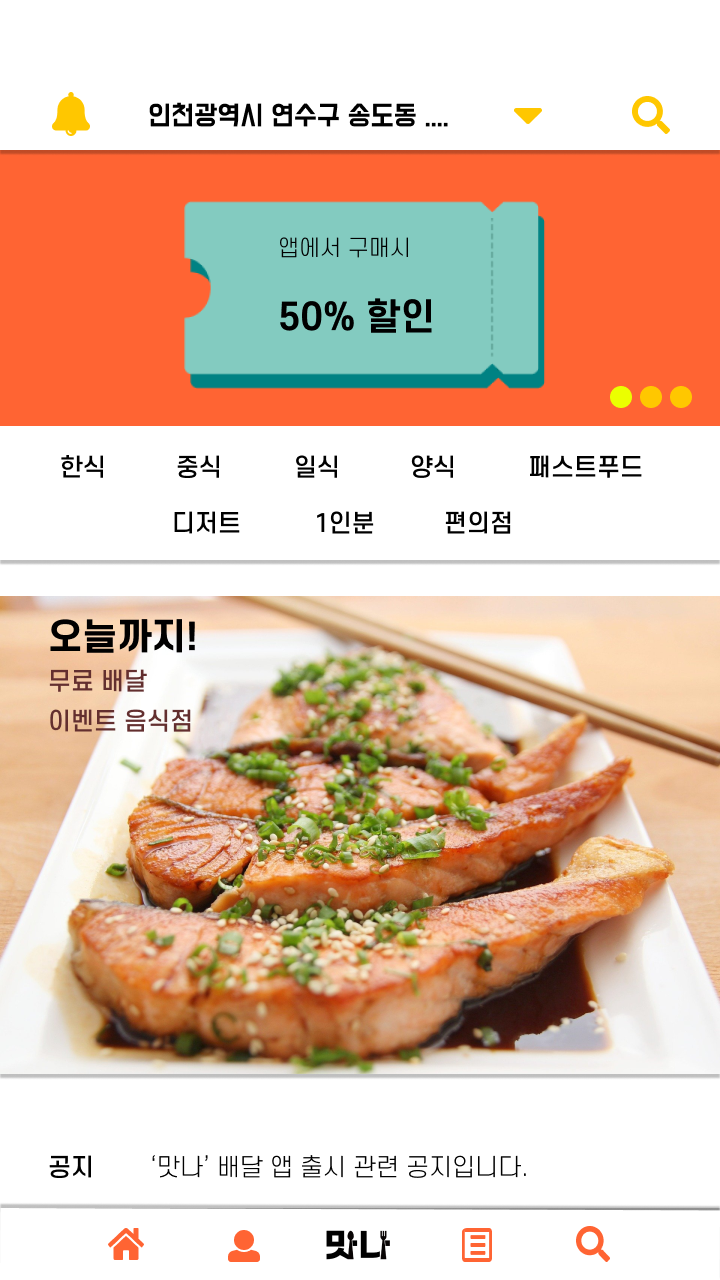 인천광역시 연수구 송도동 ....
앱에서 구매시
50% 할인
한식 중식 일식 양식 패스트푸드
디저트 1인분 편의점
오늘까지!
무료 배달
이벤트 음식점
공지 ‘맛나’ 배달 앱 출시 관련 공지입니다.
맛나